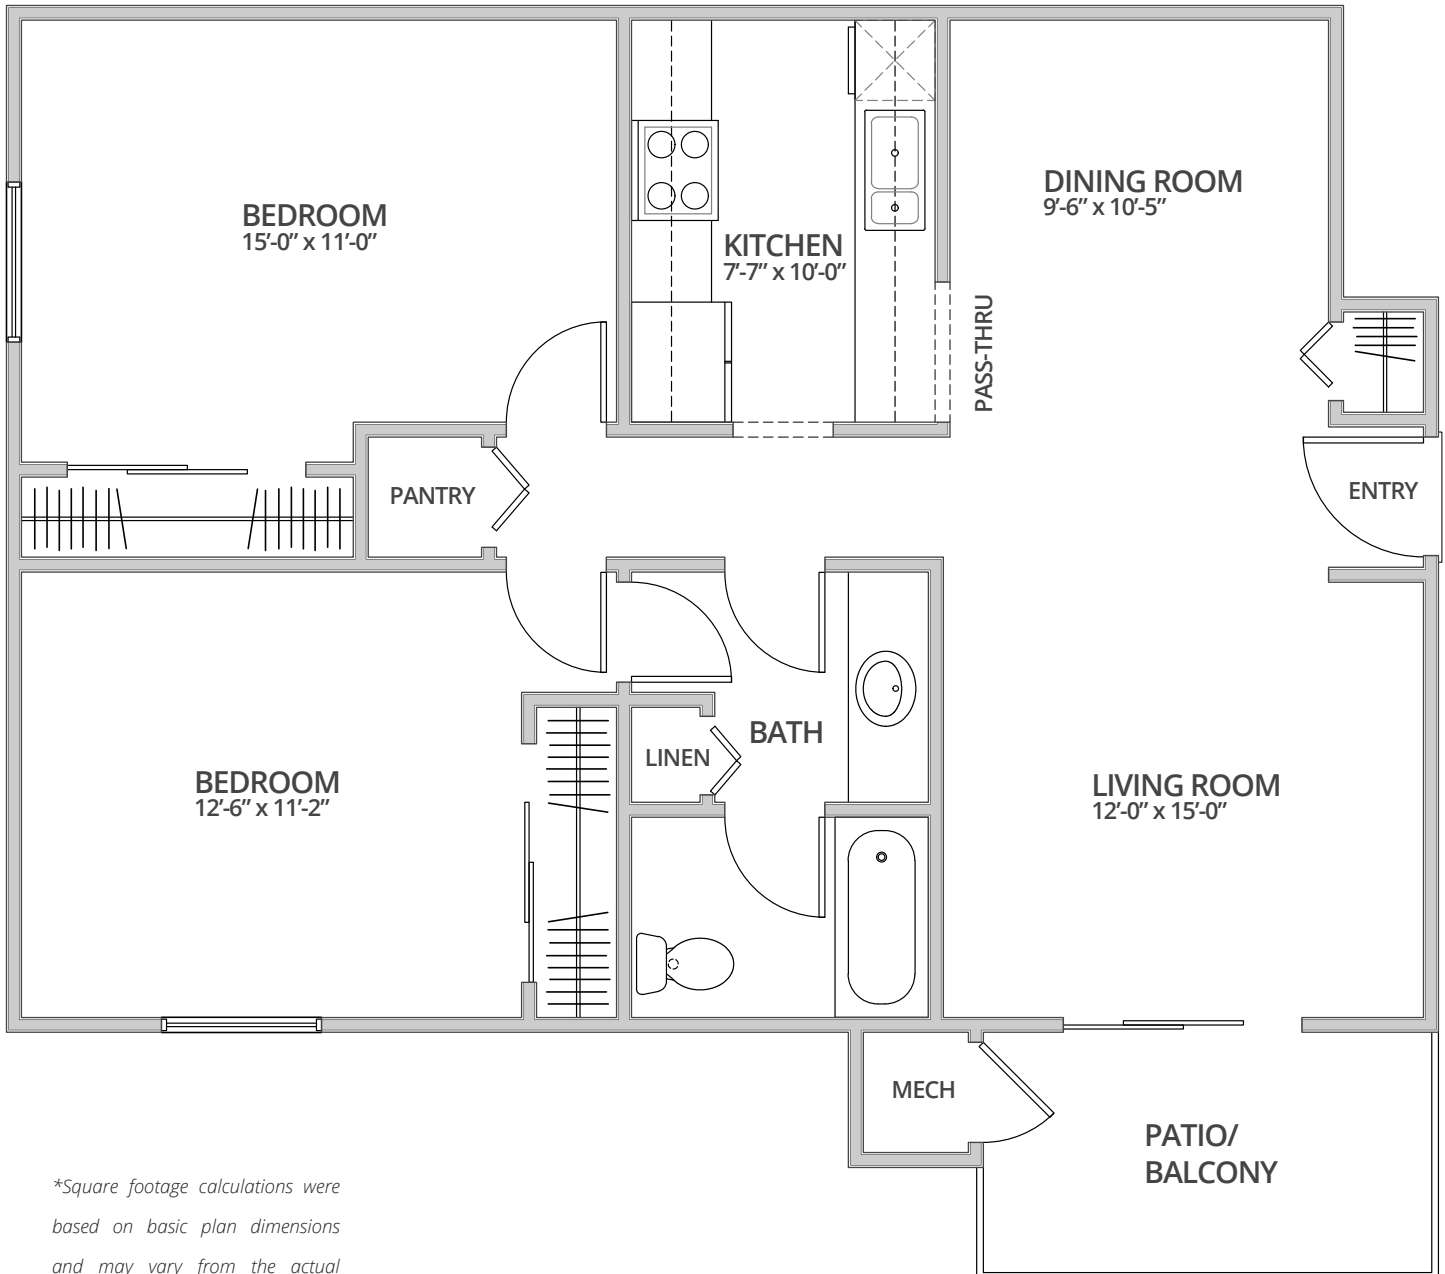 BEDROOM
15’-0” x 11’-0”
KITCHEN
7’-7” x 10’-0”
DINING ROOM
9’-6” x 10’-5”
PASS-THRU
PANTRY
ENTRY
BEDROOM
12’-6” x 11’-2”
LINEN
BATH
LIVING ROOM
12’-0” x 15’-0”
MECH
PATIO/
BALCONY
*Square footage calculations were
based on basic plan dimensions
and may vary from the actual